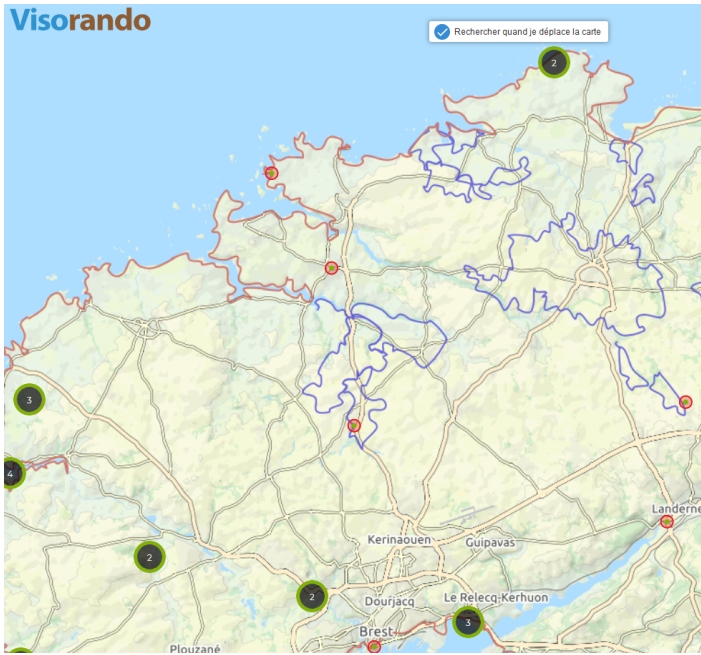 Visorando
Rechercher quand je déplace la carte
2
3
4
2
2
3
Landerne
Kerinaouen
Guipavas
Dourjacq
Le Relecq-Kerhuon
Brest
Plouzané